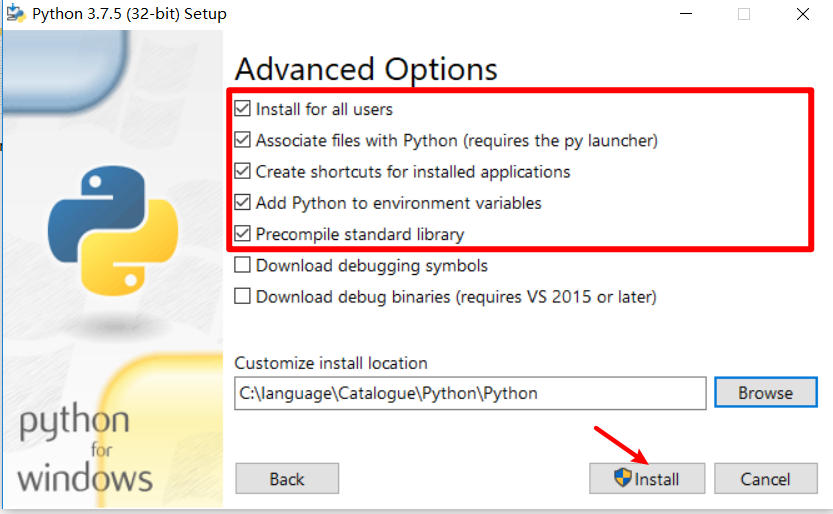 Python 3.7.5 (32-bit) Setup
Advanced Options
Install for all users
Associate files with Python (requires the py launcher)
Create shortcuts for installed applications
Add Python to environment variables
Precompile standard library
Download debugging symbols
Download debug binaries (requires VS 2015 or later)
Customize install location
C:\language\Catalogue\Python\Python
Browse
python
for
windows
Back
Install
Cancel